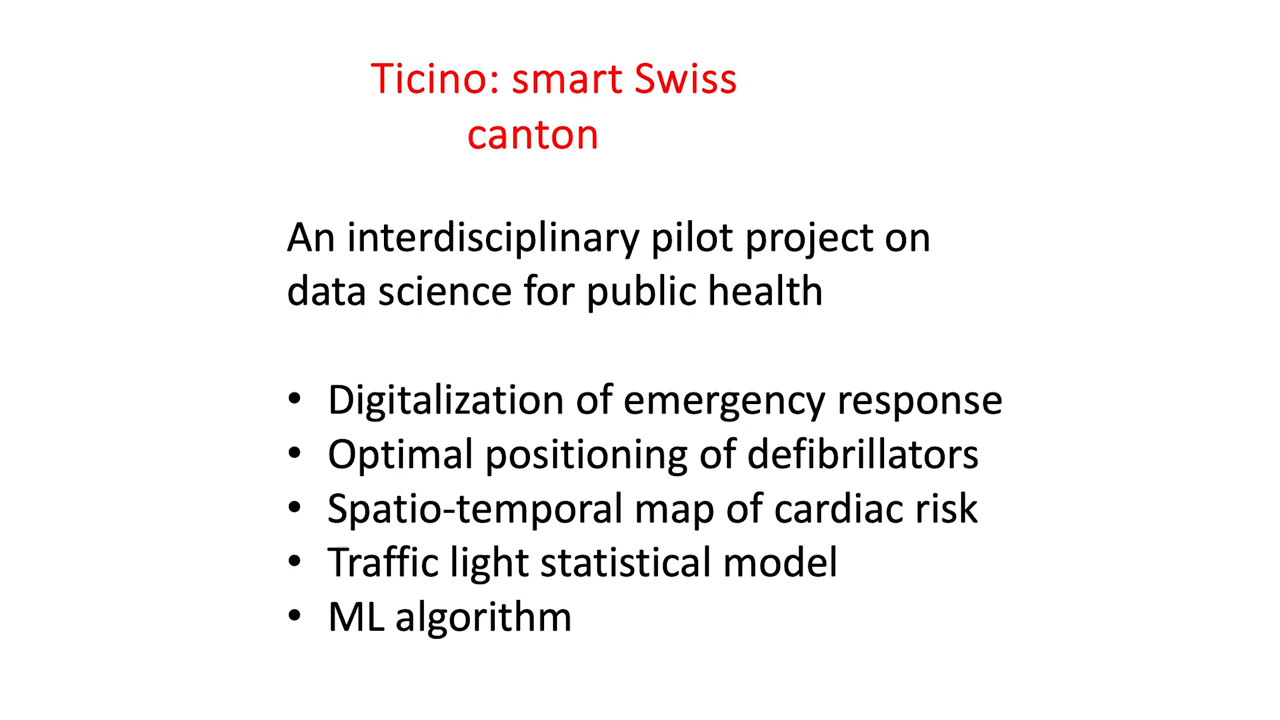 Ticino: smart Swiss
canton
An interdisciplinary pilot project on
data science for public health
• Digitalization of emergency response
• Optimal positioning of defibrillators
• Spatio-temporal map of cardiac risk
• Traffic light statistical model
• ML algorithm